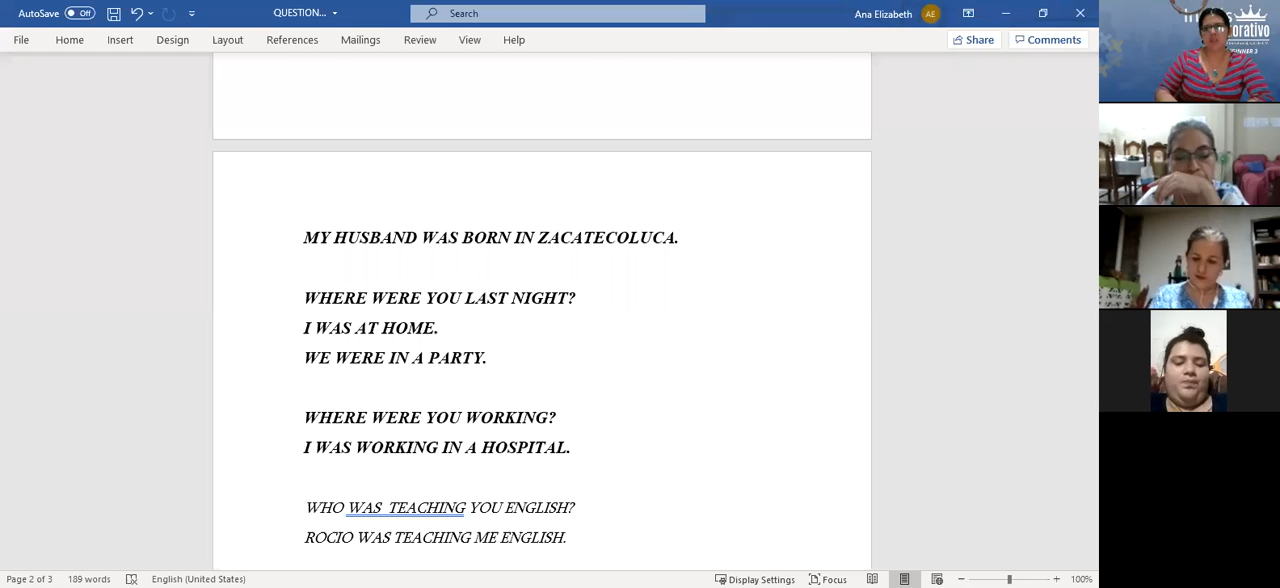 AutoSave Off QUESTION... Search Ana Elizabeth AE
File Home Insert Design Layout References Mailings Review View Help Share Comments
MY HUSBAND WAS BORN IN ZACATECOLUCA.
WHERE WERE YOU LAST NIGHT?
I WAS AT HOME.
WE WERE IN A PARTY.
WHERE WERE YOU WORKING?
I WAS WORKING IN A HOSPITAL.
WHO WAS TEACHING YOU ENGLISH?
ROCIO WAS TEACHING ME ENGLISH.
Page 2 of 3 189 words English (United States) Display Settings Focus 100%